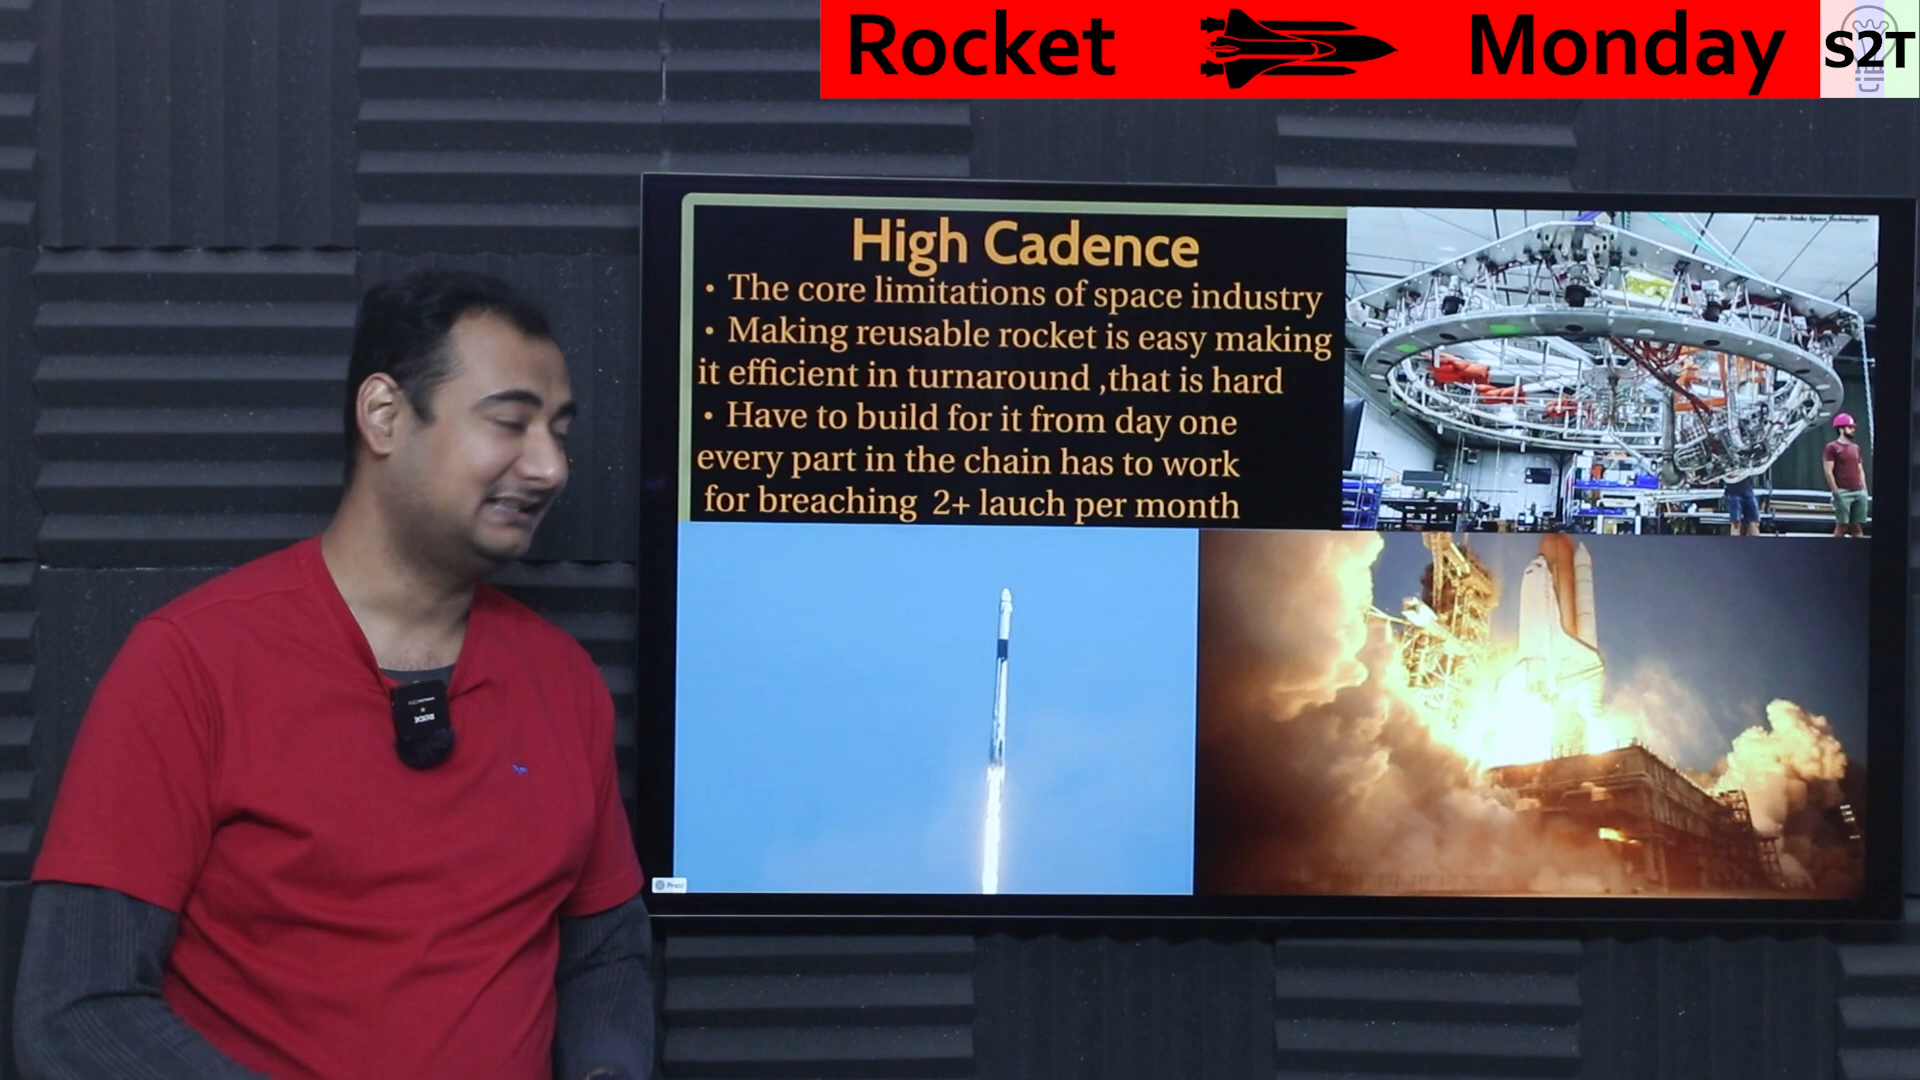 Rocket Monday
S2T
High Cadence
• The core limitations of space industry
• Making reusable rocket is easy making
it efficient in turnaround ,that is hard
• Have to build for it from day one
every part in the chain has to work
for breaching 2+ lauch per month
Prezi
RODE